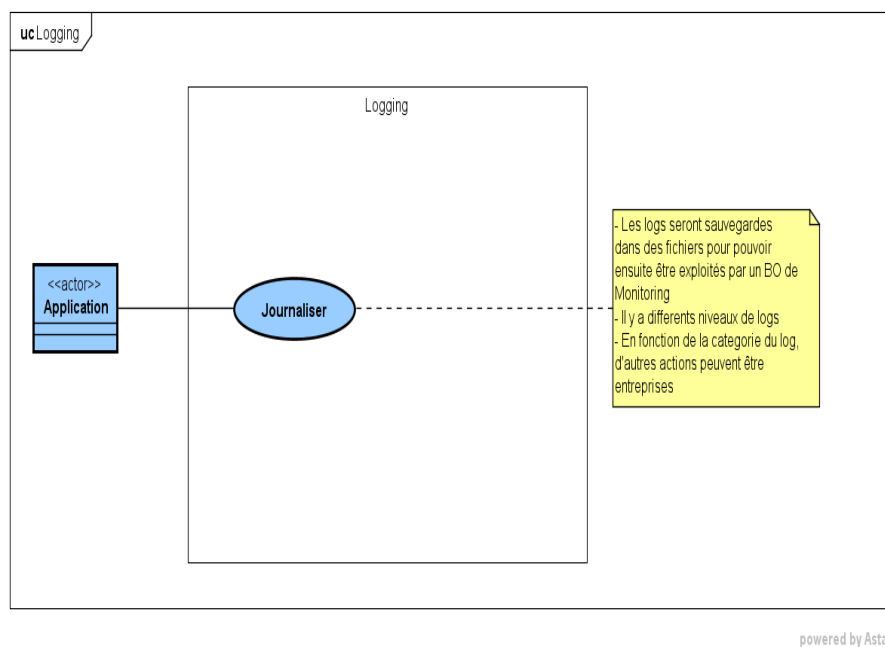 uc Logging
Logging
<<actor>>
Application
Journaliser
- Les logs seront sauvegardes
dans des fichiers pour pouvoir
ensuite être exploités par un BO de
Monitoring
- Il y a differents niveaux de logs
- En fonction de la categorie du log,
d'autres actions peuvent être
entreprises
powered by Asta